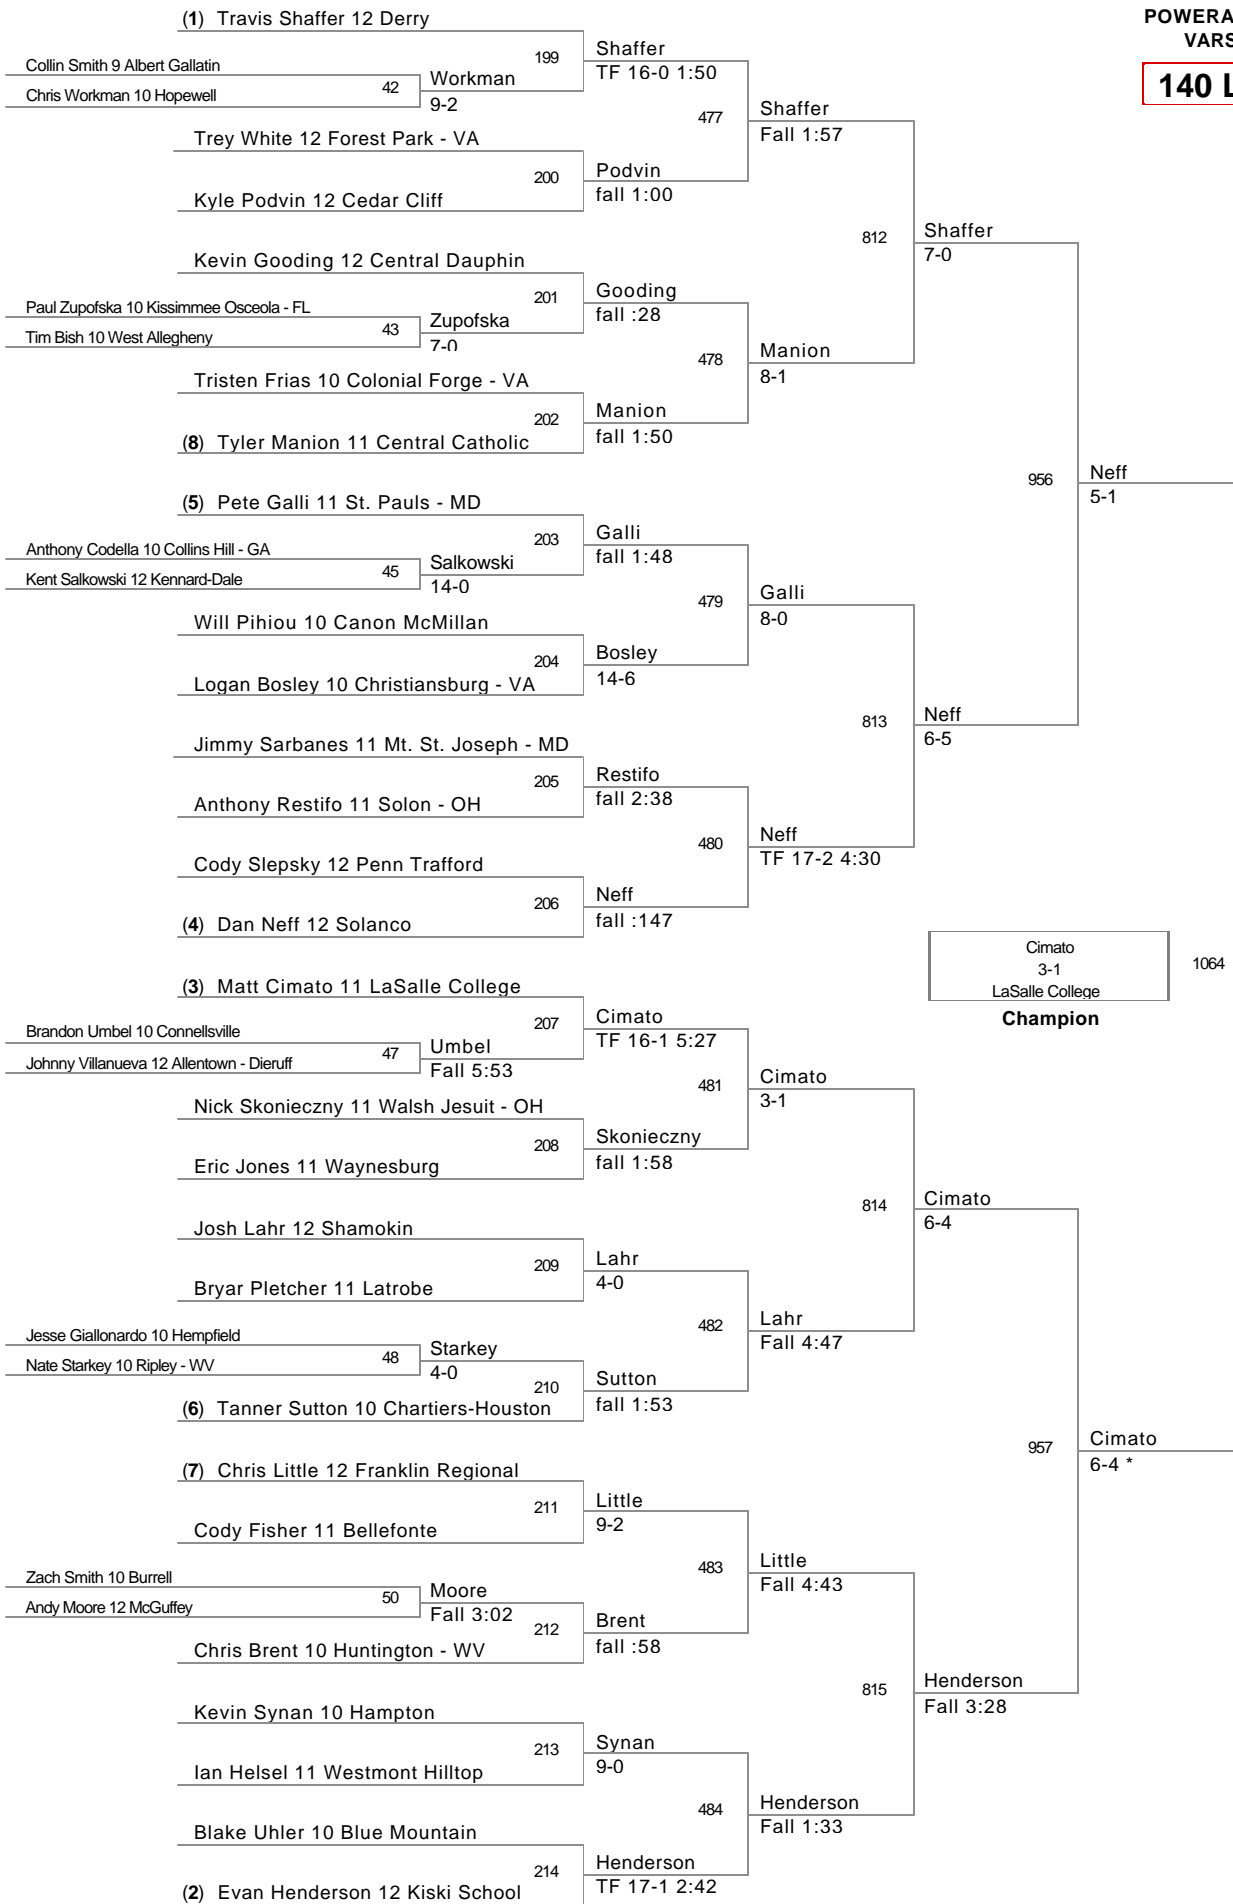 (1) Travis Shaffer 12 Derry
POWERA
VARS
140 L
199
Shaffer
TF 16-0 1:50
Collin Smith 9 Albert Gallatin
Chris Workman 10 Hopewell
42
Workman
9-2
477
Shaffer
Fall 1:57
Trey White 12 Forest Park - VA
200
Podvin
fall 1:00
Kyle Podvin 12 Cedar Cliff
812
Shaffer
7-0
Kevin Gooding 12 Central Dauphin
201
Gooding
fall :28
Paul Zupofska 10 Kissimmee Osceola - FL
Tim Bish 10 West Allegheny
43
Zupofska
7-0
478
Manion
8-1
Tristen Frias 10 Colonial Forge - VA
202
Manion
fall 1:50
(8) Tyler Manion 11 Central Catholic
956
Neff
5-1
(5) Pete Galli 11 St. Pauls - MD
203
Galli
fall 1:48
Anthony Codella 10 Collins Hill - GA
Kent Salkowski 12 Kennard-Dale
45
Salkowski
14-0
479
Galli
8-0
Will Pihiou 10 Canon McMillan
204
Bosley
14-6
Logan Bosley 10 Christiansburg - VA
813
Neff
6-5
Jimmy Sarbanes 11 Mt. St. Joseph - MD
205
Restifo
fall 2:38
Anthony Restifo 11 Solon - OH
480
Neff
TF 17-2 4:30
Cody Slepsky 12 Penn Trafford
206
Neff
fall :147
(4) Dan Neff 12 Solanco
Cimato
3-1
LaSalle College
1064
Champion
(3) Matt Cimato 11 LaSalle College
207
Cimato
TF 16-1 5:27
Brandon Umbel 10 Connellsville
Johnny Villanueva 12 Allentown - Dieruff
47
Umbel
Fall 5:53
481
Cimato
3-1
Nick Skonieczny 11 Walsh Jesuit - OH
208
Skonieczny
fall 1:58
Eric Jones 11 Waynesburg
814
Cimato
6-4
Josh Lahr 12 Shamokin
209
Lahr
4-0
Bryar Pletcher 11 Latrobe
482
Lahr
Fall 4:47
Jesse Giallonardo 10 Hempfield
Nate Starkey 10 Ripley - WV
48
Starkey
4-0
210
Sutton
fall 1:53
(6) Tanner Sutton 10 Chartiers-Houston
957
Cimato
6-4 *
(7) Chris Little 12 Franklin Regional
211
Little
9-2
Cody Fisher 11 Bellefonte
483
Little
Fall 4:43
Zach Smith 10 Burrell
Andy Moore 12 McGuffey
50
Moore
Fall 3:02
212
Brent
fall :58
Chris Brent 10 Huntington - WV
815
Henderson
Fall 3:28
Kevin Synan 10 Hampton
213
Synan
9-0
Ian Helsel 11 Westmont Hilltop
484
Henderson
Fall 1:33
Blake Uhler 10 Blue Mountain
214
Henderson
TF 17-1 2:42
(2) Evan Henderson 12 Kiski School